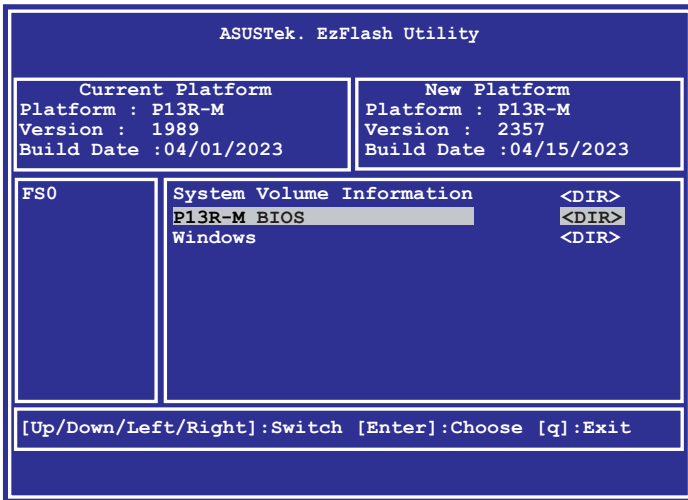 ASUSTek. EzFlash Utility
Current Platform
Platform : P13R-M
Version : 1989
Build Date :04/01/2023
New Platform
Platform : P13R-M
Version : 2357
Build Date :04/15/2023
FS0
System Volume Information <DIR>
P13R-M BIOS <DIR>
Windows <DIR>
[Up/Down/Left/Right]:Switch [Enter]:Choose [q]:Exit